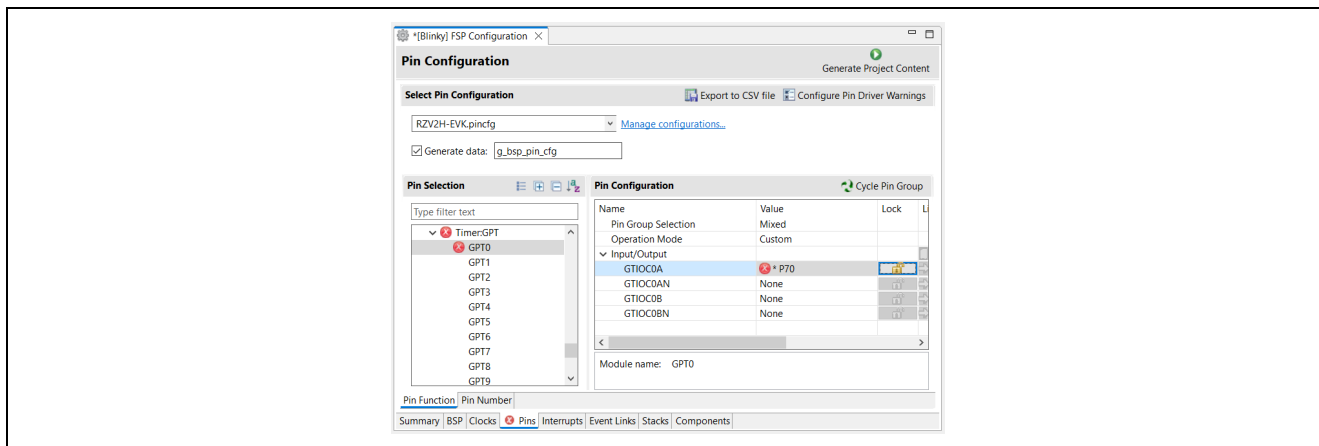 *[Blinky] FSP Configuration
Pin Configuration
Generate Project Content
Select Pin Configuration
Export to CSV file
Configure Pin Driver Warnings
RZV2H-EVK.pincfg
Manage configurations...
Generate data: g_bsp_pin_cfg
Pin Selection
Type filter text
Timer:GPT
GPT0
GPT1
GPT2
GPT3
GPT4
GPT5
GPT6
GPT7
GPT8
GPT9
Pin Configuration
Cycle Pin Group
Name Value Lock Li
Pin Group Selection Mixed
Operation Mode Custom
Input/Output
GTIOC0A * P70
GTIOC0AN None
GTIOC0B None
GTIOC0BN None
Module name: GPT0
Pin Function Pin Number
Summary BSP Clocks Pins Interrupts Event Links Stacks Components